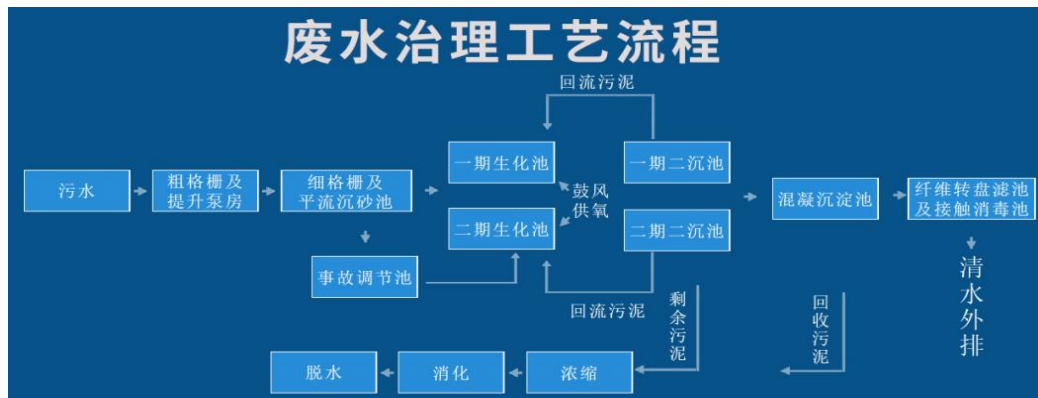 废水治理工艺流程
回流污泥
一期生化池
一期二沉池
污水
粗格栅及
提升泵房
细格栅及
平流沉砂池
鼓风
供氧
混凝沉淀池
纤维转盘滤池
及接触消毒池
二期生化池
二期二沉池
事故调节池
回流污泥
剩余污泥
回收污泥
清水外排
脱水
消化
浓缩